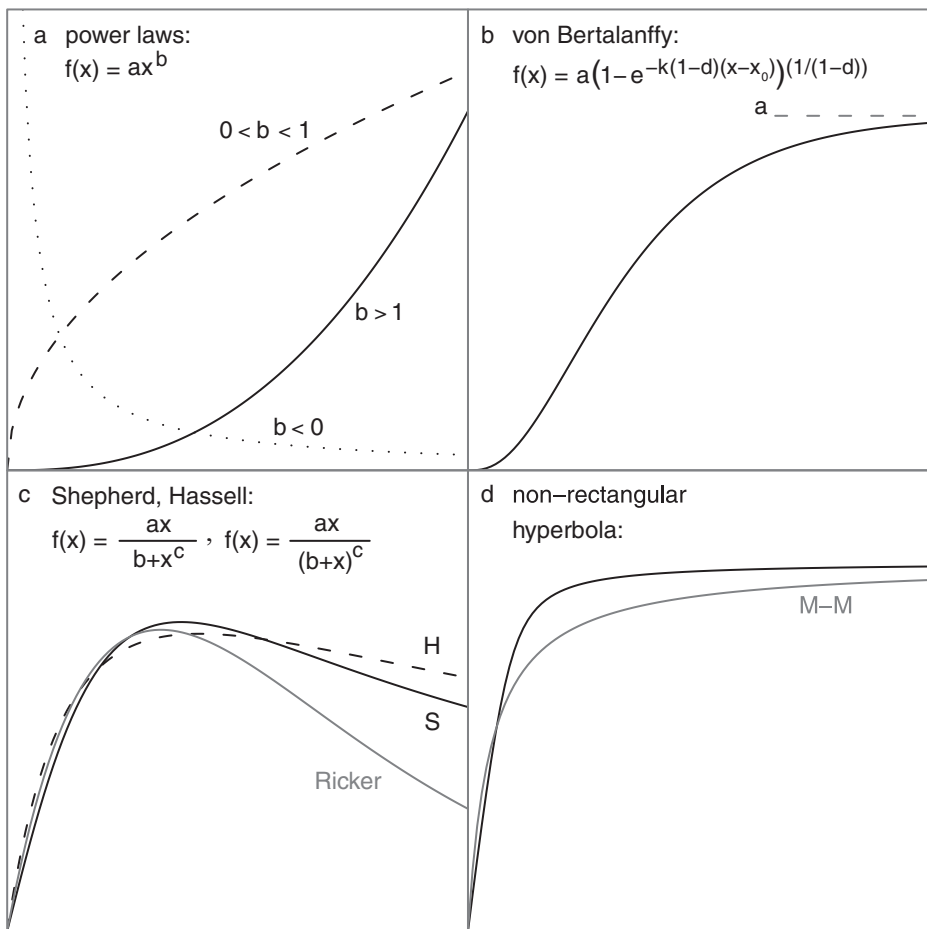 a power laws:
f(x) = ax^b
0 < b < 1
b > 1
b < 0
b von Bertalanffy:
f(x) = a(1−e^{−k(1−d)(x−x₀)})^{(1/(1−d))}
a
c Shepherd, Hassell:
f(x) = ax/(b+x^c) , f(x) = ax/(b+x)^c
H
S
Ricker
d non−rectangular
hyperbola:
M−M